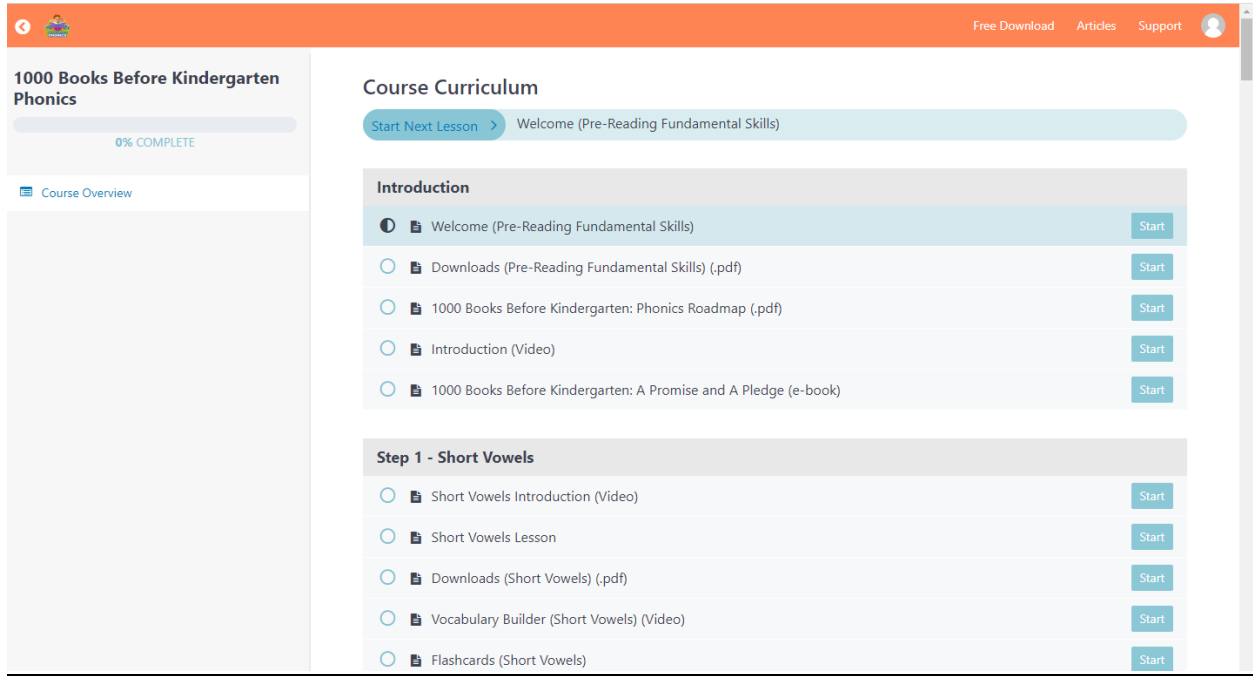 PHONICS
Free Download Articles Support
1000 Books Before Kindergarten
Phonics
0% COMPLETE
Course Overview
Course Curriculum
Start Next Lesson > Welcome (Pre-Reading Fundamental Skills)
Introduction
Welcome (Pre-Reading Fundamental Skills) Start
Downloads (Pre-Reading Fundamental Skills) (.pdf) Start
1000 Books Before Kindergarten: Phonics Roadmap (.pdf) Start
Introduction (Video) Start
1000 Books Before Kindergarten: A Promise and A Pledge (e-book) Start
Step 1 - Short Vowels
Short Vowels Introduction (Video) Start
Short Vowels Lesson Start
Downloads (Short Vowels) (.pdf) Start
Vocabulary Builder (Short Vowels) (Video) Start
Flashcards (Short Vowels) Start